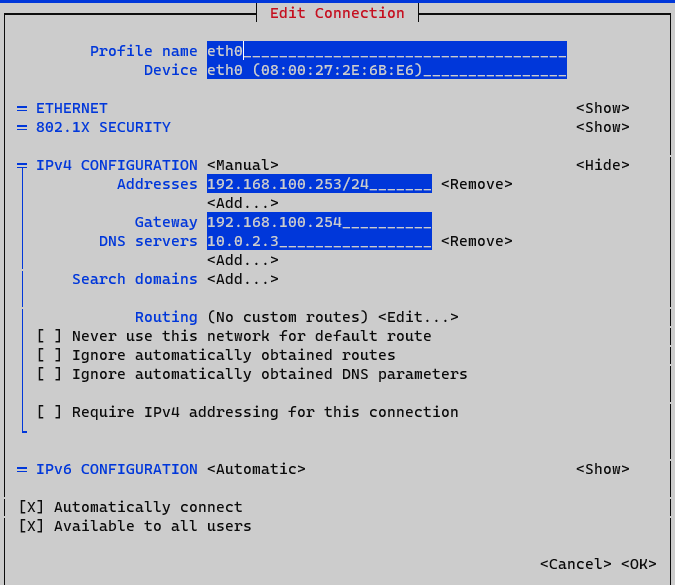 Edit Connection
Profile name eth0________________________________________
Device eth0 (08:00:27:2E:6B:E6)________________
= ETHERNET <Show>
= 802.1X SECURITY <Show>
= IPv4 CONFIGURATION <Manual> <Hide>
Addresses 192.168.100.253/24_______ <Remove>
<Add...>
Gateway 192.168.100.254__________
DNS servers 10.0.2.3_________________ <Remove>
<Add...>
Search domains <Add...>
Routing (No custom routes) <Edit...>
[ ] Never use this network for default route
[ ] Ignore automatically obtained routes
[ ] Ignore automatically obtained DNS parameters
[ ] Require IPv4 addressing for this connection
= IPv6 CONFIGURATION <Automatic> <Show>
[X] Automatically connect
[X] Available to all users
<Cancel> <OK>